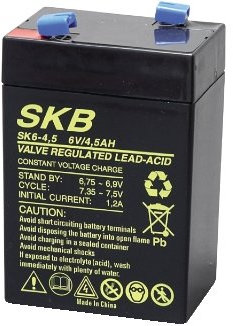 SKB
SK6-4,5 6V/4,5AH
VALVE REGULATED LEAD-ACID
CONSTANT VOLTAGE CHARGE
STAND BY: 6,75 ~ 6,9V
CYCLE: 7,35 ~ 7,5V
INITIAL CURRENT: 1,2A
Caution:
Avoid short circuiting battery terminals
Avoid disposing the battery into open flame
Avoid charging in a sealed container
Avoid mechanical shocks
If exposed to electrolyte (acid), wash
immediately with plenty of water.
Pb
Made In China